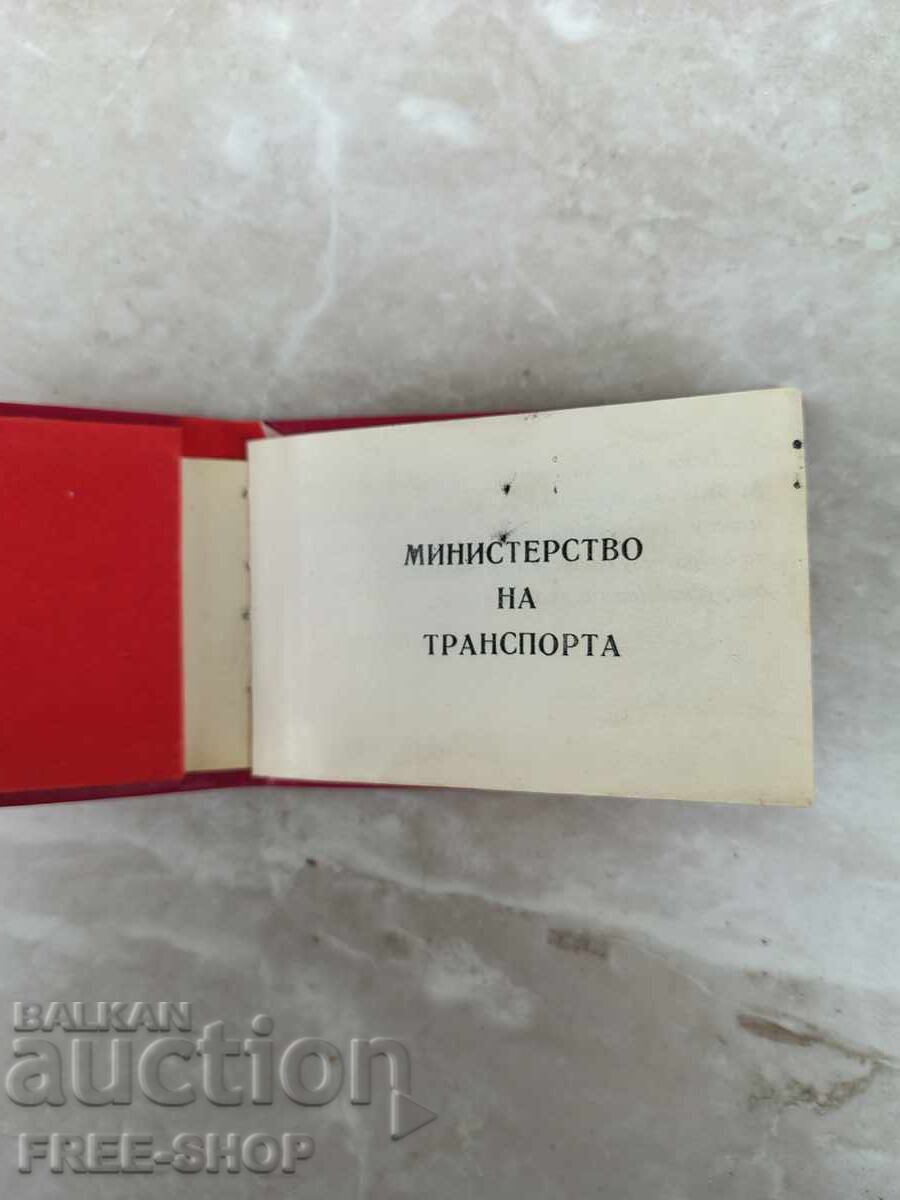 МИНИСТЕРСТВО
НА
ТРАНСПОРТА
BALKAN
auction
FREE-SHOP